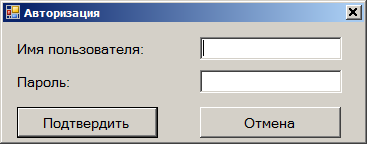 Авторизация
Имя пользователя:
Пароль:
Подтвердить Отмена